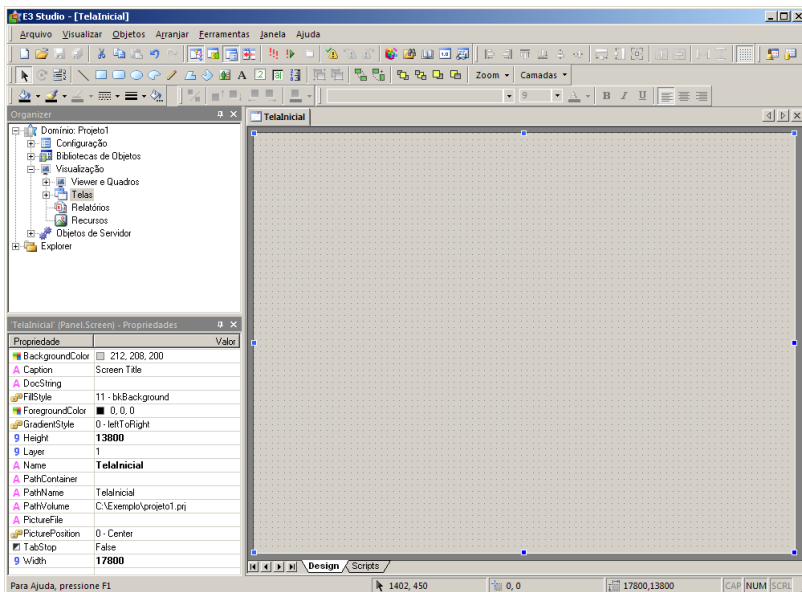 E3 Studio - [TelaInicial]
Arquivo Visualizar Objetos Arranjar Ferramentas Janela Ajuda
Zoom Camadas
9 A B I U
Organizer
TelaInicial
Domínio: Projeto1
Configuração
Bibliotecas de Objetos
Visualização
Viewer e Quadros
Telas
Relatórios
Recursos
Objetos de Servidor
Explorer
'TelaInicial' (Panel.Screen) - Propriedades
Propriedade Valor
BackgroundColor 212, 208, 200
A Caption Screen Title
A DocString
FillStyle 11 - bkBackground
ForegroundColor 0, 0, 0
GradientStyle 0 - leftToRight
9 Height 13800
9 Layer 1
A Name TelaInicial
A PathContainer
A PathName TelaInicial
A PathVolume C:\Exemplo\projeto1.prj
A PictureFile
PicturePosition 0 - Center
TabStop False
9 Width 17800
Design Scripts
Para Ajuda, pressione F1 1402, 450 0, 0 17800,13800 CAP NUM SCRL